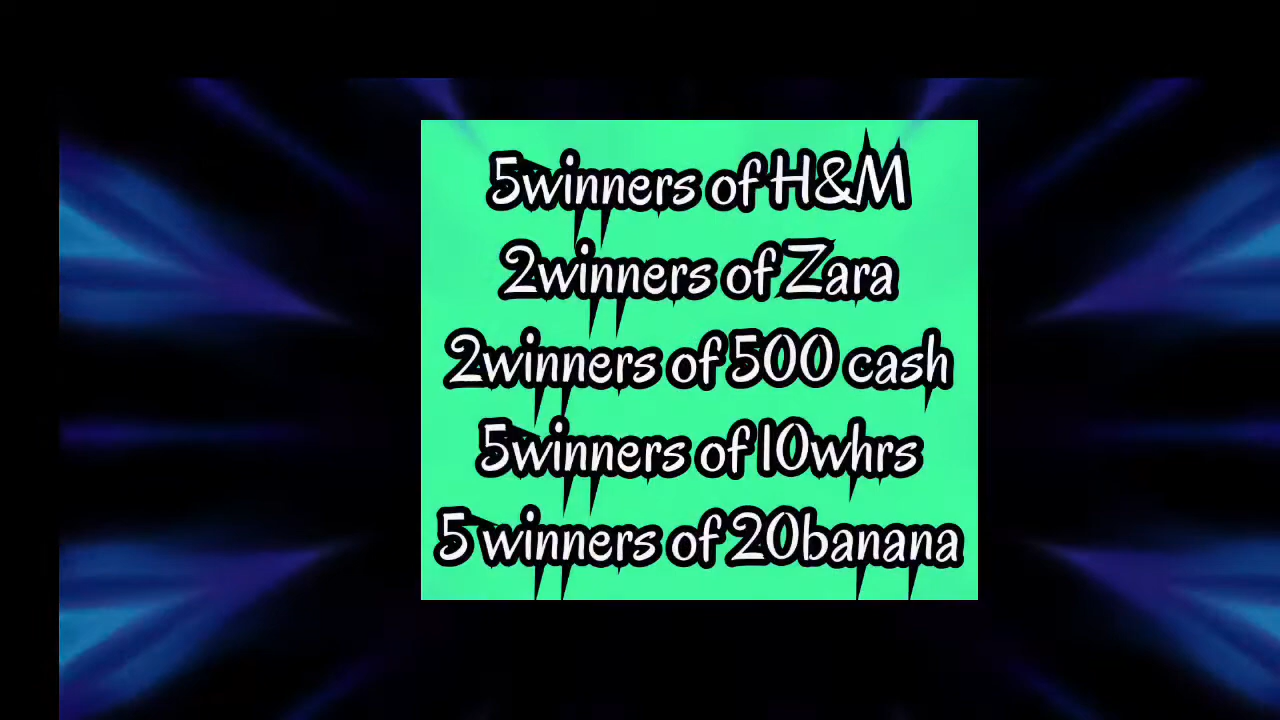 5winners of H&M
2winners of Zara
2winners of 500 cash
5winners of 10whrs
5 winners of 20banana